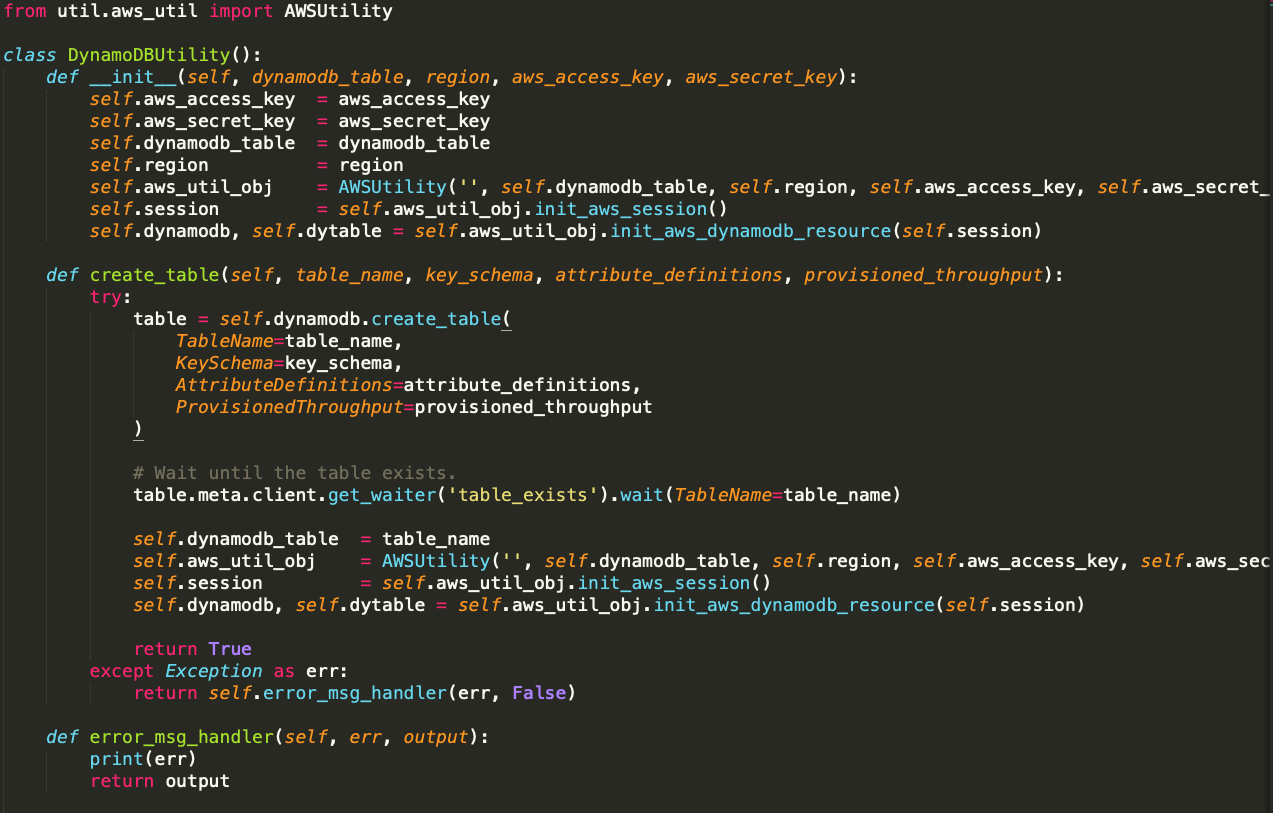 from util.aws_util import AWSUtility
class DynamoDBUtility():
def __init__(self, dynamodb_table, region, aws_access_key, aws_secret_key):
self.aws_access_key = aws_access_key
self.aws_secret_key = aws_secret_key
self.dynamodb_table = dynamodb_table
self.region = region
self.aws_util_obj = AWSUtility('', self.dynamodb_table, self.region, self.aws_access_key, self.aws_secret_
self.session = self.aws_util_obj.init_aws_session()
self.dynamodb, self.dytable = self.aws_util_obj.init_aws_dynamodb_resource(self.session)
def create_table(self, table_name, key_schema, attribute_definitions, provisioned_throughput):
try:
table = self.dynamodb.create_table(
TableName=table_name,
KeySchema=key_schema,
AttributeDefinitions=attribute_definitions,
ProvisionedThroughput=provisioned_throughput
)
# Wait until the table exists.
table.meta.client.get_waiter('table_exists').wait(TableName=table_name)
self.dynamodb_table = table_name
self.aws_util_obj = AWSUtility('', self.dynamodb_table, self.region, self.aws_access_key, self.aws_sec
self.session = self.aws_util_obj.init_aws_session()
self.dynamodb, self.dytable = self.aws_util_obj.init_aws_dynamodb_resource(self.session)
return True
except Exception as err:
return self.error_msg_handler(err, False)
def error_msg_handler(self, err, output):
print(err)
return output